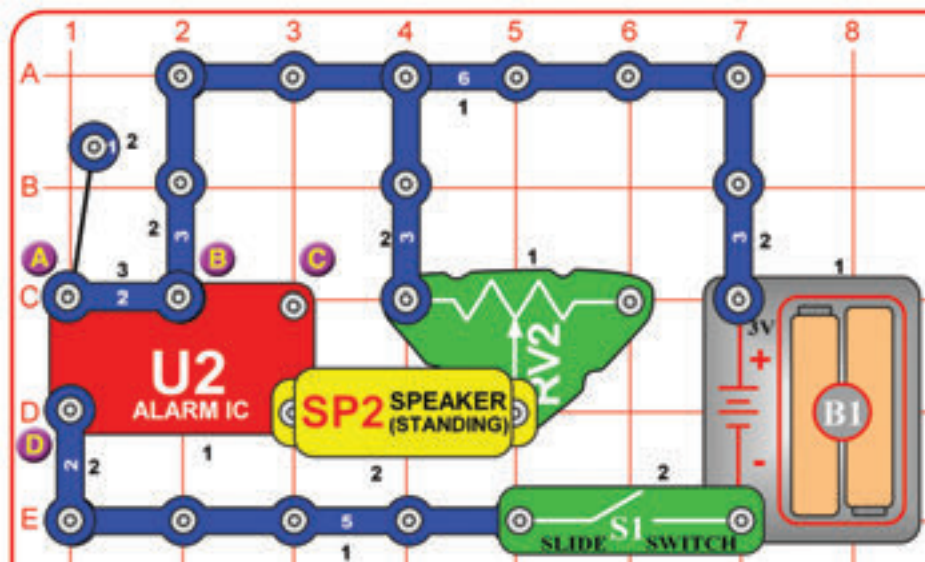 1 2 3 4 5 6 7 8
A
6
1
1 2
B
2 3
2 3
3 2
A
B
C
3
1
1
C
2
3V
+
U2
ALARM IC
RV2
D
SP2
SPEAKER
(STANDING)
B1
D
2 2
1
2
2
-
E
5
1
S1
SLIDE SWITCH